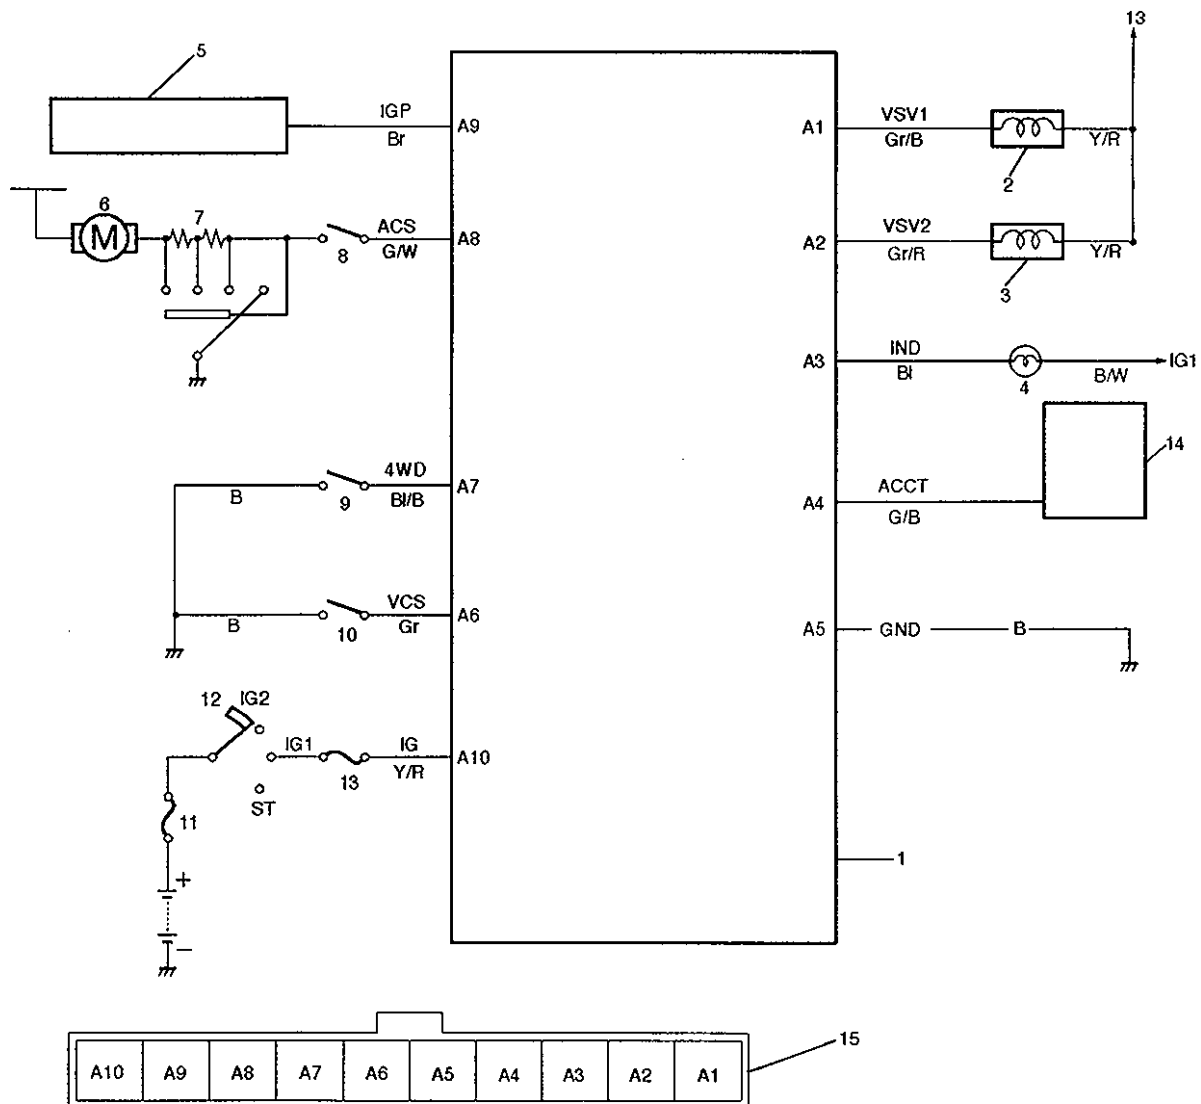 13
5
IGP
Br
A9
A1
VSV1
Gr/B
Y/R
2
6
M
7
8
ACS
G/W
A8
A2
VSV2
Gr/R
Y/R
3
A3
IND
Bl
4
B/W
IG1
14
B
9
4WD
Bl/B
A7
A4
ACCT
G/B
B
10
VCS
Gr
A6
A5
GND
B
12
IG2
IG1
13
IG
Y/R
A10
ST
11
+
−
1
15
A10 A9 A8 A7 A6 A5 A4 A3 A2 A1